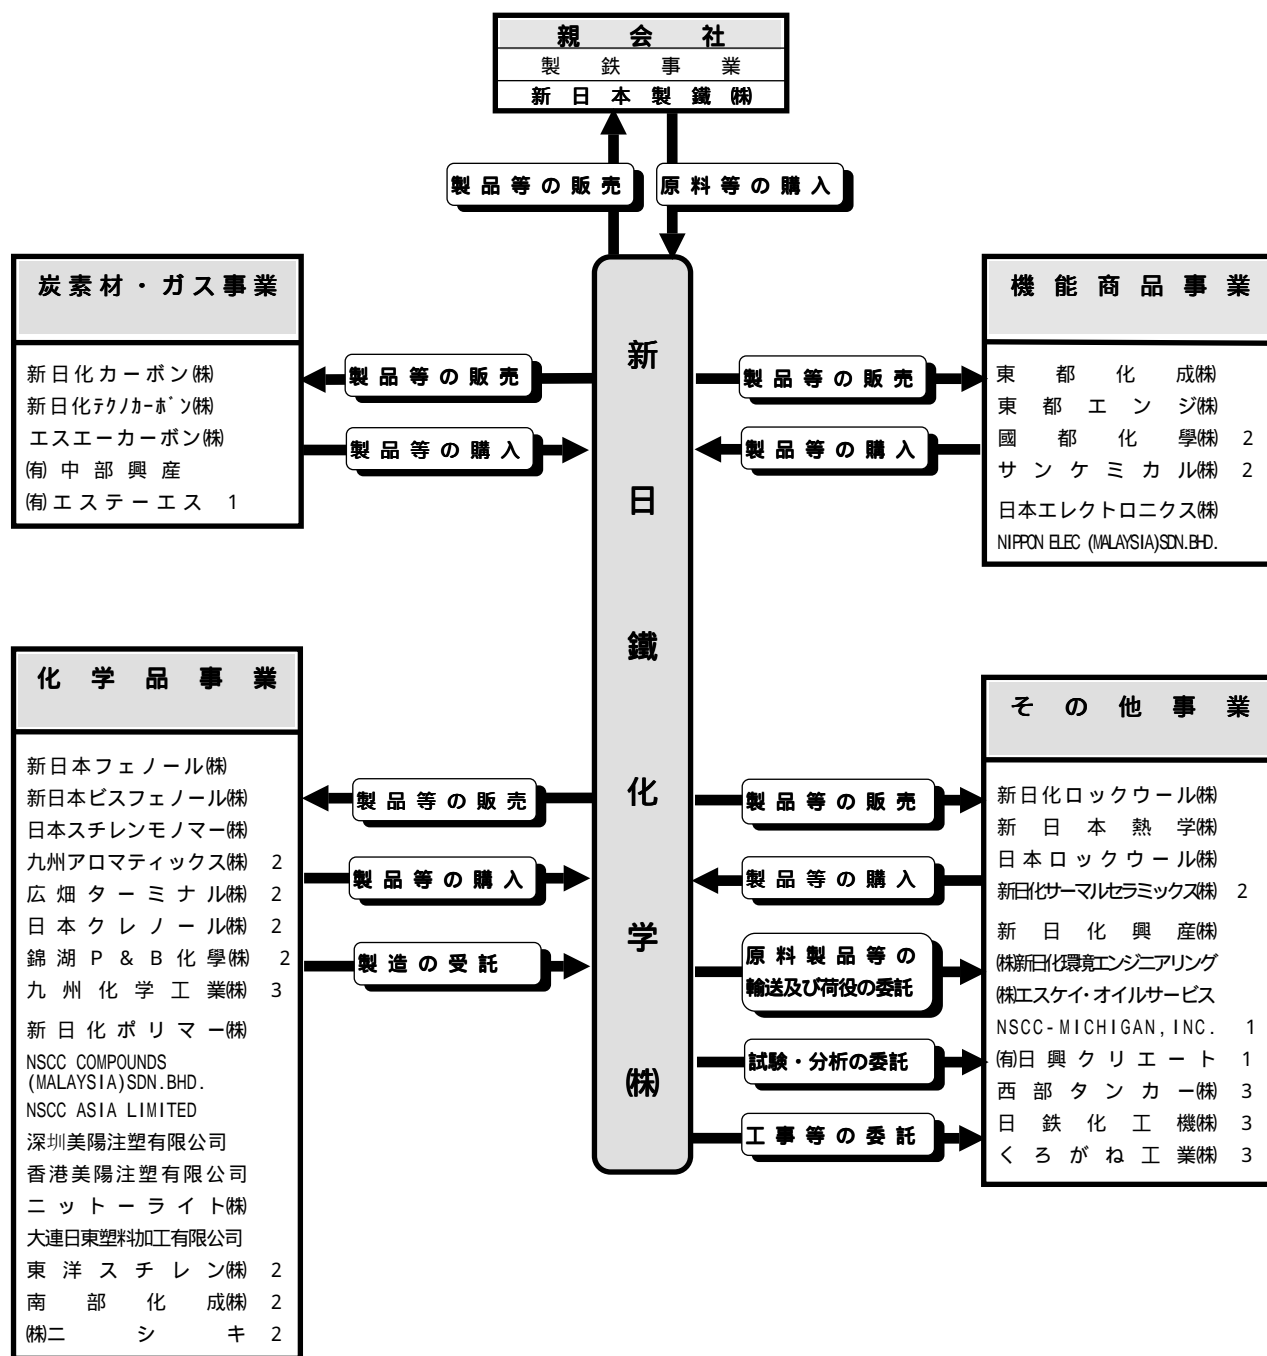 親会社
製鉄事業
新日本製鐵㈱
製品等の販売
原料等の購入
炭素材・ガス事業
新日化カーボン㈱
新日化ﾃｸﾉｶｰﾎﾞﾝ㈱
エスエーカーボン㈱
㈲中部興産
㈲エステーエス 1
製品等の販売
製品等の購入
新日鐵化学㈱
製品等の販売
製品等の購入
機能商品事業
東都化成㈱
東都エンジ㈱
國都化學㈱ 2
サンケミカル㈱ 2
日本エレクトロニクス㈱
NIPPON ELEC (MALAYSIA)SDN.BHD.
化学品事業
新日本フェノール㈱
新日本ビスフェノール㈱
日本スチレンモノマー㈱
九州アロマティックス㈱ 2
広畑ターミナル㈱ 2
日本クレノール㈱ 2
錦湖P&B化學㈱ 2
九州化学工業㈱ 3
新日化ポリマー㈱
NSCC COMPOUNDS
(MALAYSIA)SDN.BHD.
NSCC ASIA LIMITED
深圳美陽注塑有限公司
香港美陽注塑有限公司
ニットーライト㈱
大連日東塑料加工有限公司
東洋スチレン㈱ 2
南部化成㈱ 2
㈱ニシキ 2
製品等の販売
製品等の購入
製造の受託
製品等の販売
製品等の購入
原料製品等の
輸送及び荷役の委託
試験・分析の委託
工事等の委託
その他事業
新日化ロックウール㈱
新日本熱学㈱
日本ロックウール㈱
新日化サーマルセラミックス㈱ 2
新日化興産㈱
㈱新日化環境エンジニアリング
㈱エスケイ・オイルサービス
NSCC-MICHIGAN,INC. 1
㈲日興クリエート 1
西部タンカー㈱ 3
日鉄化工機㈱ 3
くろがね工業㈱ 3